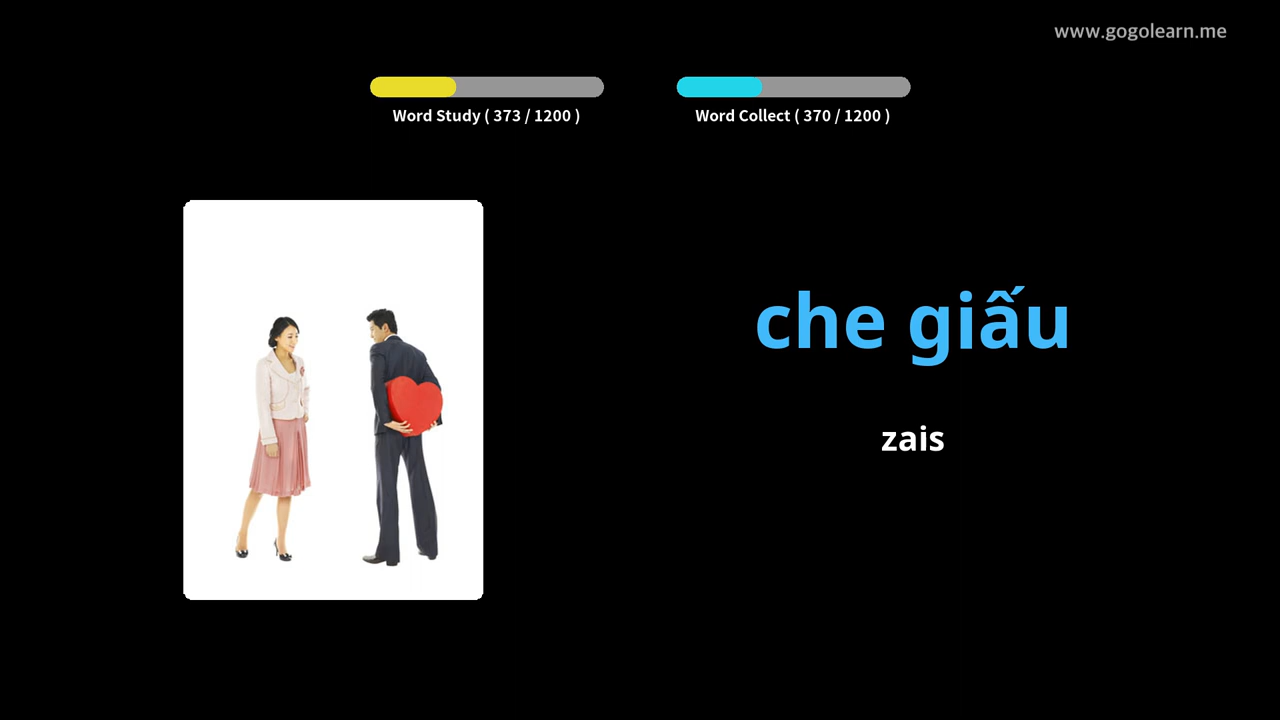 www.gogolearn.me
Word Study ( 373 / 1200 )
Word Collect ( 370 / 1200 )
che giấu
zais